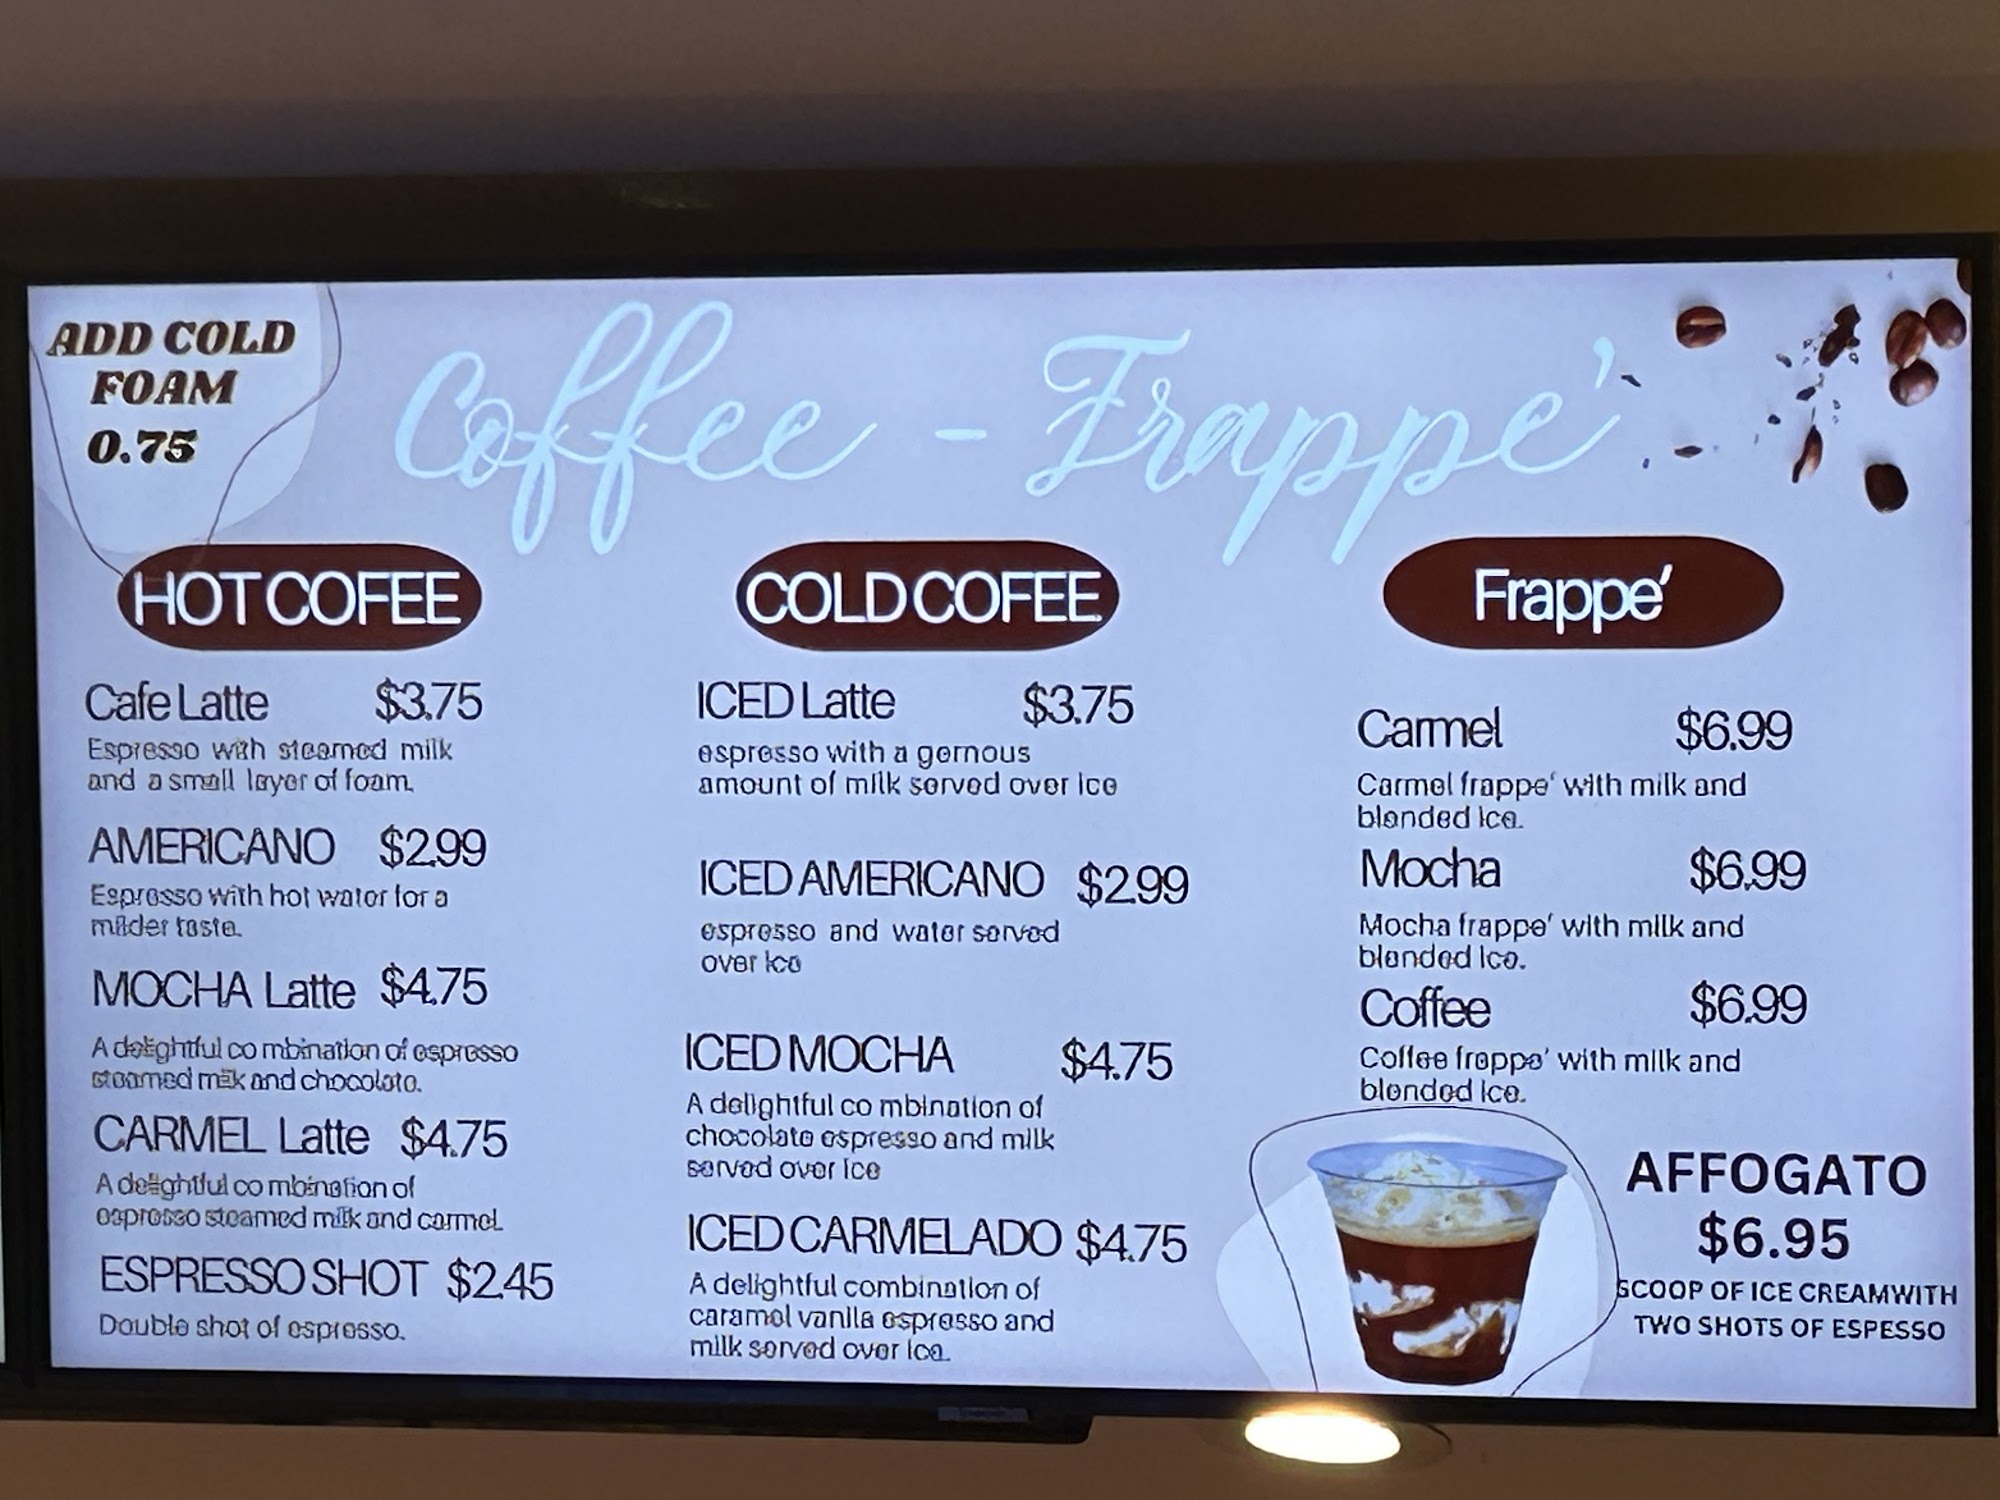 ADD COLD
FOAM
0.75
Coffee - Frappe'
HOT COFEE
Cafe Latte $3.75
Espresso with steamed milk
and a small layer of foam.
AMERICANO $2.99
Espresso with hot water for a
milder taste.
MOCHA Latte $4.75
A delightful co mbination of espresso
steamed milk and chocolate.
CARMEL Latte $4.75
A delightful co mbination of
espresso steamed milk and carmel.
ESPRESSO SHOT $2.45
Double shot of espresso.
COLD COFEE
ICED Latte $3.75
espresso with a gernous
amount of milk served over ice
ICED AMERICANO $2.99
espresso and water served
over ice
ICED MOCHA $4.75
A delightful co mbination of
chocolate espresso and milk
served over ice
ICED CARMELADO $4.75
A delightful combination of
caramel vanila espresso and
milk served over ice.
Frappe'
Carmel $6.99
Carmel frappe' with milk and
blended ice.
Mocha $6.99
Mocha frappe' with milk and
blended ice.
Coffee $6.99
Coffee frappe' with milk and
blended ice.
AFFOGATO
$6.95
SCOOP OF ICE CREAMWITH
TWO SHOTS OF ESPESSO